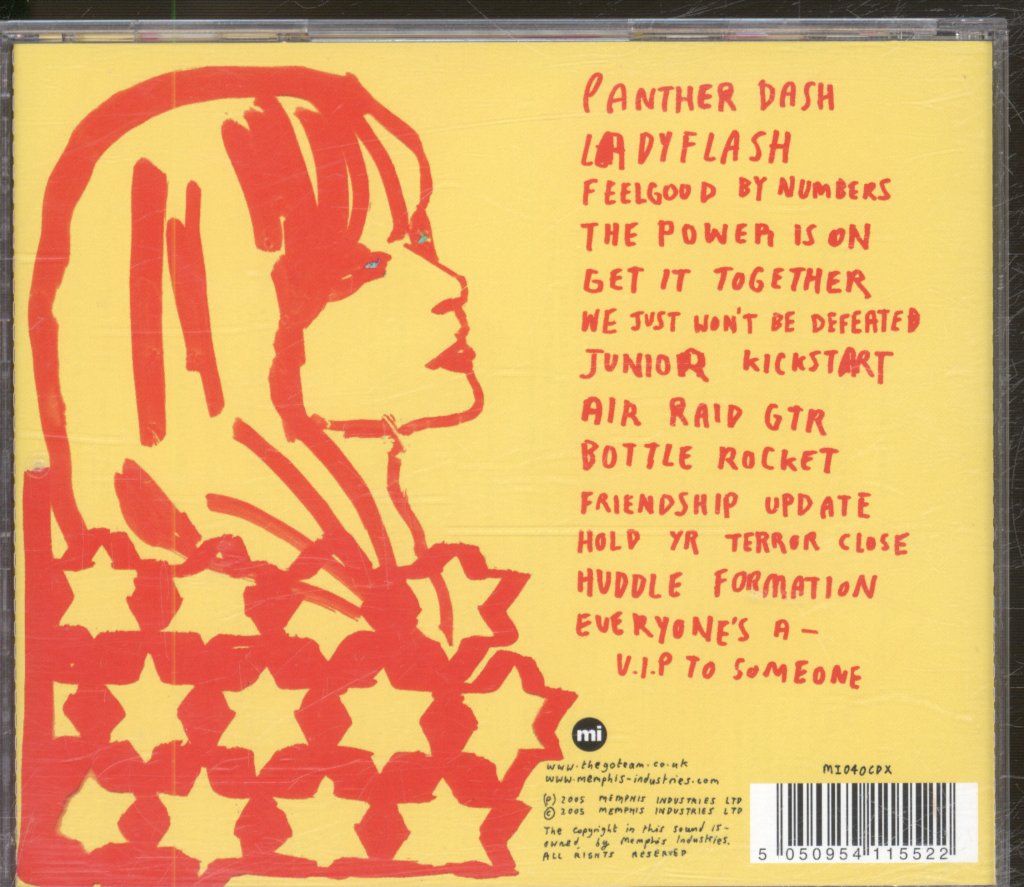 PANTHER DASH
LADYFLASH
FEELGOOD BY NUMBERS
THE POWER IS ON
GET IT TOGETHER
WE JUST WON'T BE DEFEATED
JUNIOR KICKSTART
AIR RAID GTR
BOTTLE ROCKET
FRIENDSHIP UPDATE
HOLD YR TERROR CLOSE
HUDDLE FORMATION
EVERYONE'S A –
V.I.P TO SOMEONE
mi
www.thegoteam.co.uk
www.memphis-industries.com
℗ 2005 MEMPHIS INDUSTRIES LTD
© 2005 MEMPHIS INDUSTRIES LTD
The copyright in this sound is-
owned by Memphis Industries.
ALL RIGHTS RESERVED
MI040CDX
5 050954 115522